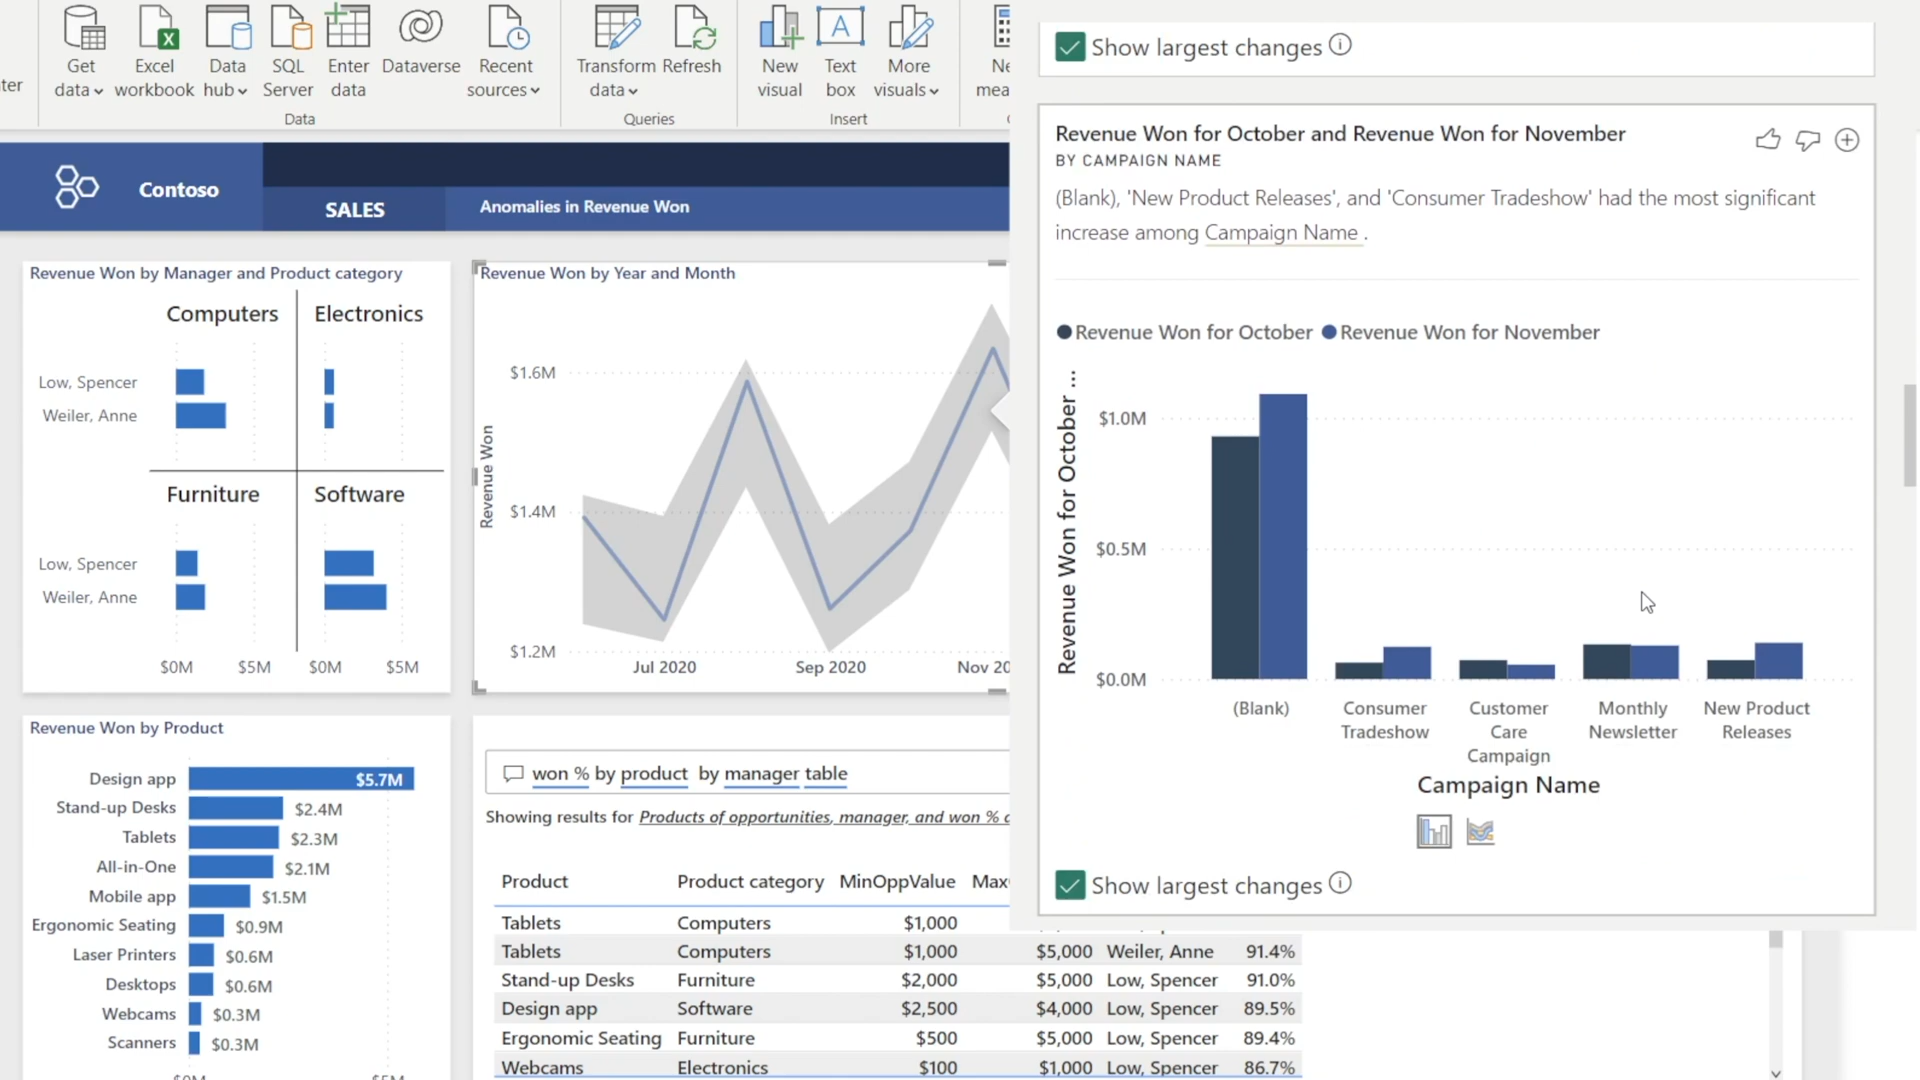 ter
Get data
Excel workbook
Data hub
SQL Server
Enter data
Dataverse
Recent sources
Transform data
Refresh
New visual
Text box
A
More visuals
Data
Queries
Insert
Contoso
SALES
Anomalies in Revenue Won
Revenue Won by Manager and Product category
Computers
Electronics
Low, Spencer
Weiler, Anne
Furniture
Software
Low, Spencer
Weiler, Anne
$0M $5M $0M $5M
Revenue Won by Year and Month
Revenue Won
$1.6M
$1.4M
$1.2M
Jul 2020
Sep 2020
Nov 20
Revenue Won by Product
Design app $5.7M
Stand-up Desks $2.4M
Tablets $2.3M
All-in-One $2.1M
Mobile app $1.5M
Ergonomic Seating $0.9M
Laser Printers $0.6M
Desktops $0.6M
Webcams $0.3M
Scanners $0.3M
$0M $5M
won % by product by manager table
Showing results for Products of opportunities, manager, and won %
Product Product category MinOppValue Max
Tablets Computers $1,000
Tablets Computers $1,000 $5,000 Weiler, Anne 91.4%
Stand-up Desks Furniture $2,000 $5,000 Low, Spencer 91.0%
Design app Software $2,500 $4,000 Low, Spencer 89.5%
Ergonomic Seating Furniture $500 $5,000 Low, Spencer 89.4%
Webcams Electronics $100 $1,000 Low, Spencer 86.7%
Show largest changes
Revenue Won for October and Revenue Won for November
BY CAMPAIGN NAME
(Blank), 'New Product Releases', and 'Consumer Tradeshow' had the most significant
increase among Campaign Name .
Revenue Won for October Revenue Won for November
Revenue Won for October ...
$1.0M
$0.5M
$0.0M
(Blank)
Consumer Tradeshow
Customer Care Campaign
Monthly Newsletter
New Product Releases
Campaign Name
Show largest changes